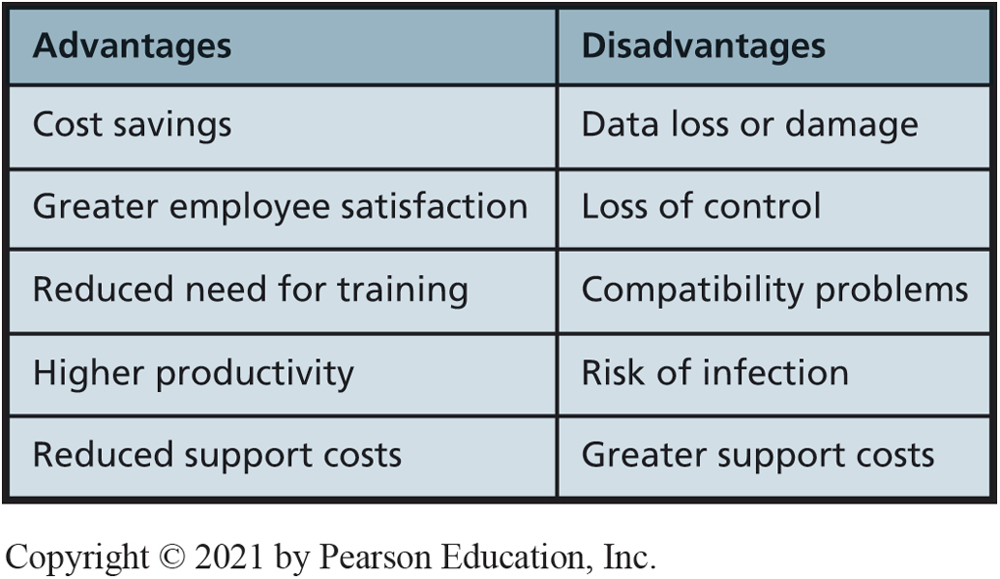 Advantages Disadvantages
Cost savings Data loss or damage
Greater employee satisfaction Loss of control
Reduced need for training Compatibility problems
Higher productivity Risk of infection
Reduced support costs Greater support costs
Copyright © 2021 by Pearson Education, Inc.